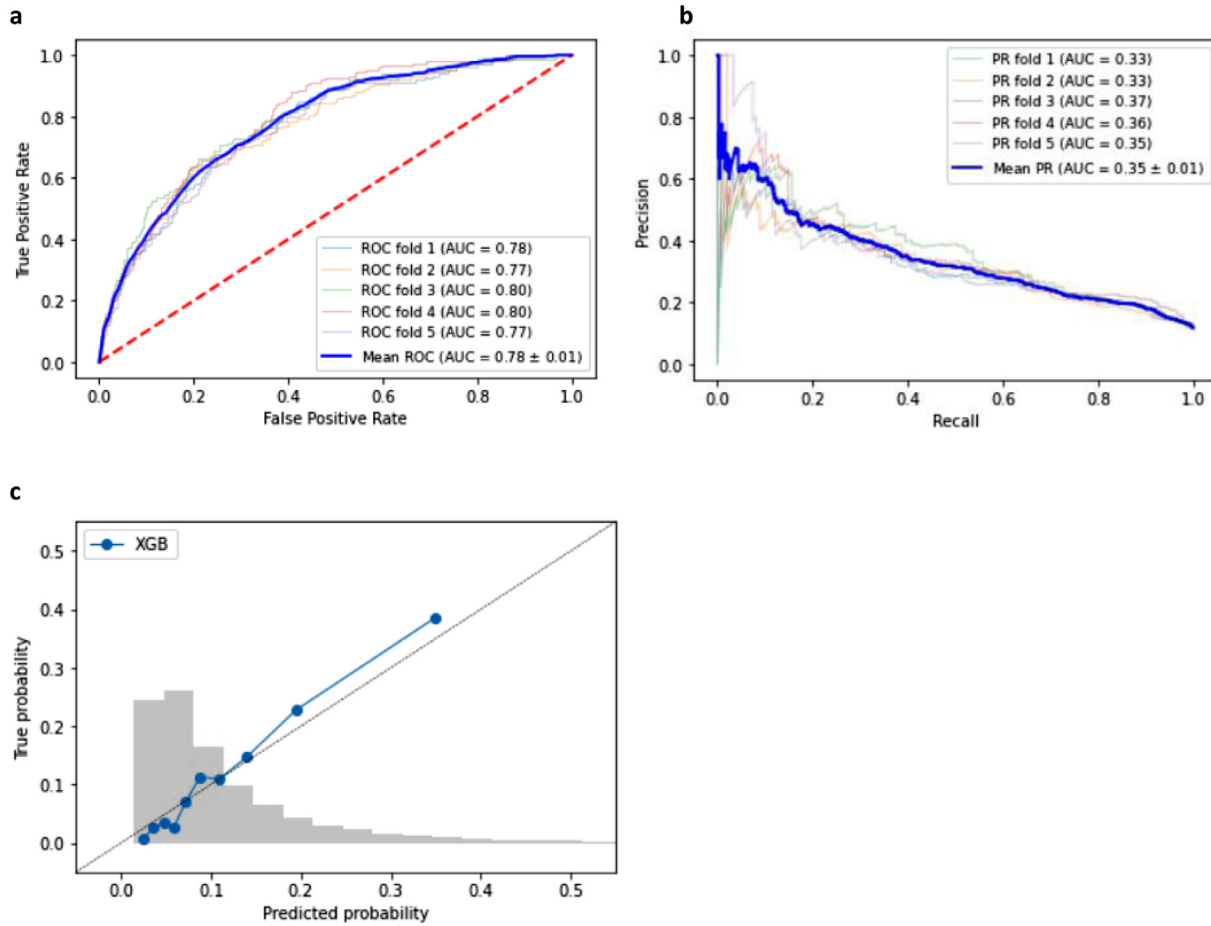 a
1.0
0.8
0.6
0.4
0.2
0.0
True Positive Rate
ROC fold 1 (AUC = 0.78)
ROC fold 2 (AUC = 0.77)
ROC fold 3 (AUC = 0.80)
ROC fold 4 (AUC = 0.80)
ROC fold 5 (AUC = 0.77)
Mean ROC (AUC = 0.78 ± 0.01)
0.0 0.2 0.4 0.6 0.8 1.0
False Positive Rate
b
1.0
0.8
0.6
0.4
0.2
0.0
Precision
PR fold 1 (AUC = 0.33)
PR fold 2 (AUC = 0.33)
PR fold 3 (AUC = 0.37)
PR fold 4 (AUC = 0.36)
PR fold 5 (AUC = 0.35)
Mean PR (AUC = 0.35 ± 0.01)
0.0 0.2 0.4 0.6 0.8 1.0
Recall
c
0.5
0.4
0.3
0.2
0.1
0.0
True probability
XGB
0.0 0.1 0.2 0.3 0.4 0.5
Predicted probability